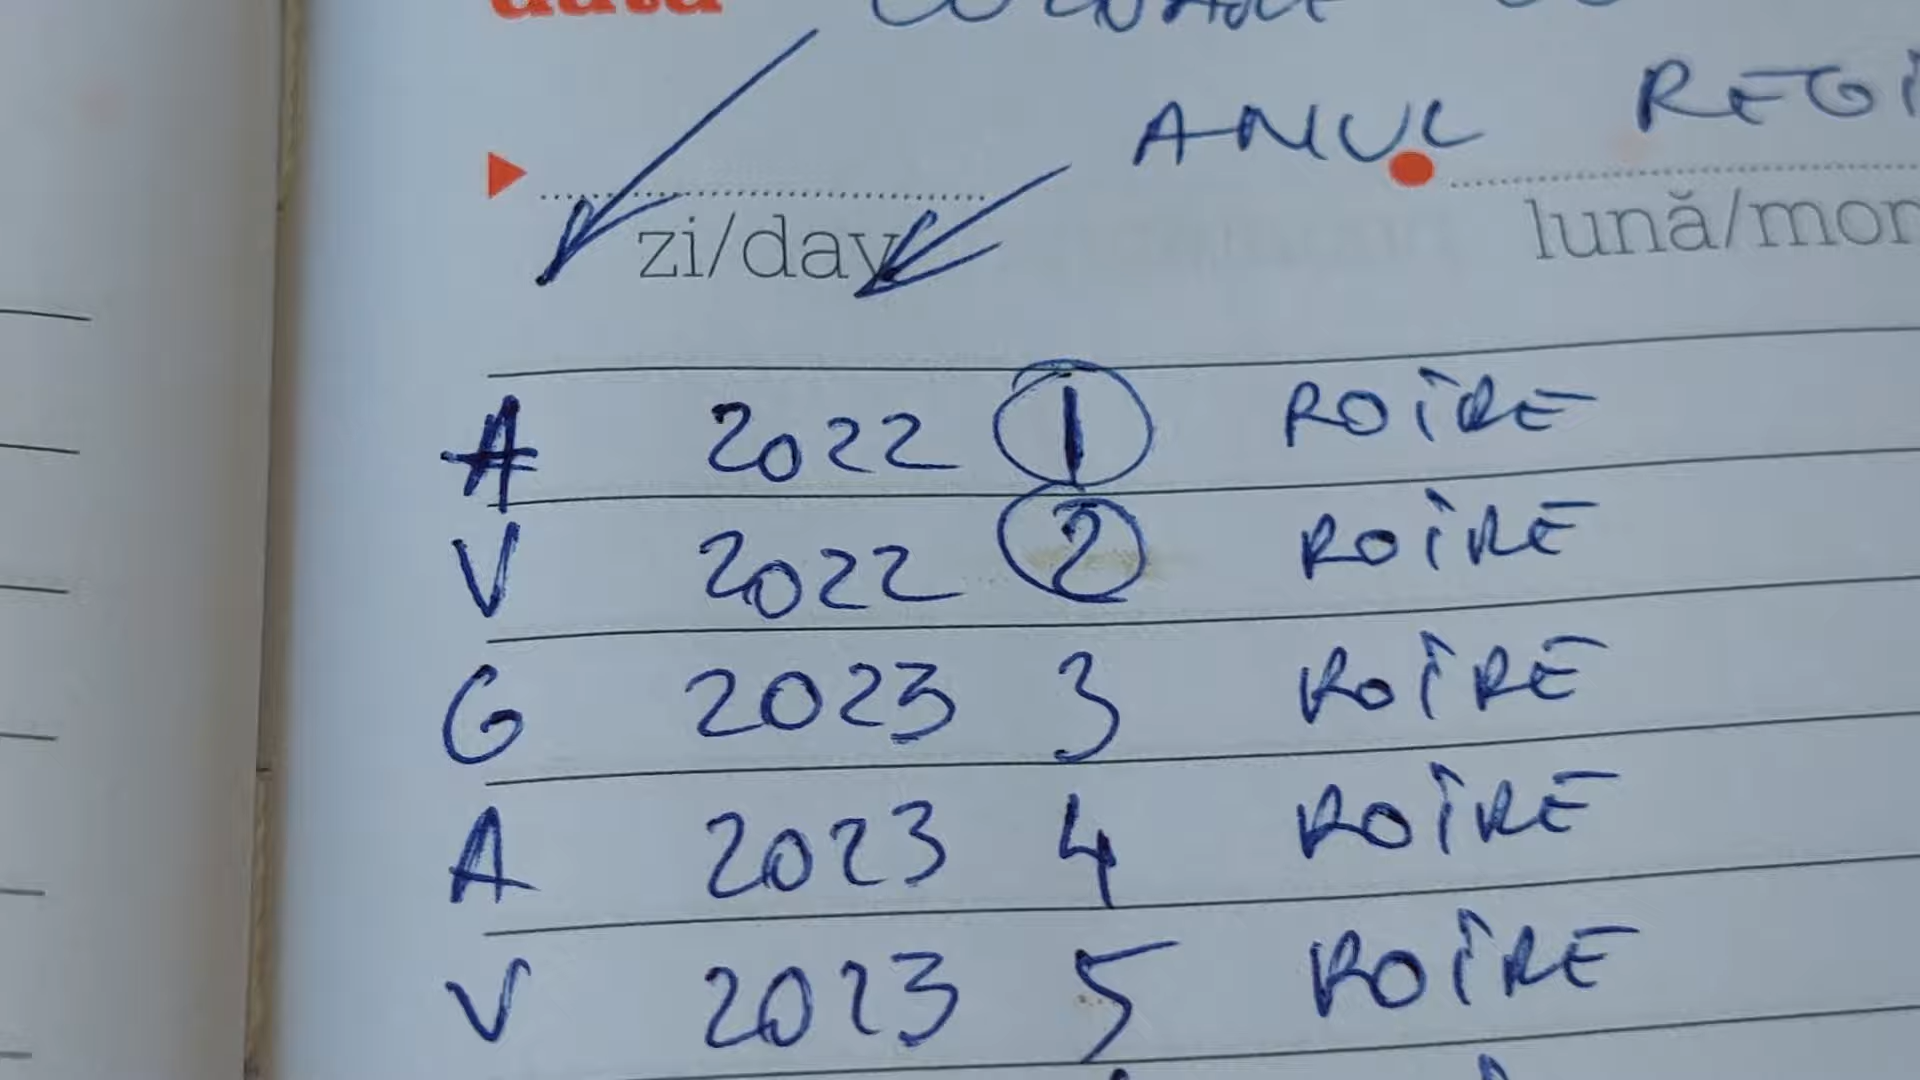 data
ANUL
zi/day
lună/mon
A 2022 1 ROIRE
V 2022 2 ROIRE
G 2023 3 ROIRE
A 2023 4 ROIRE
V 2023 5 ROIRE